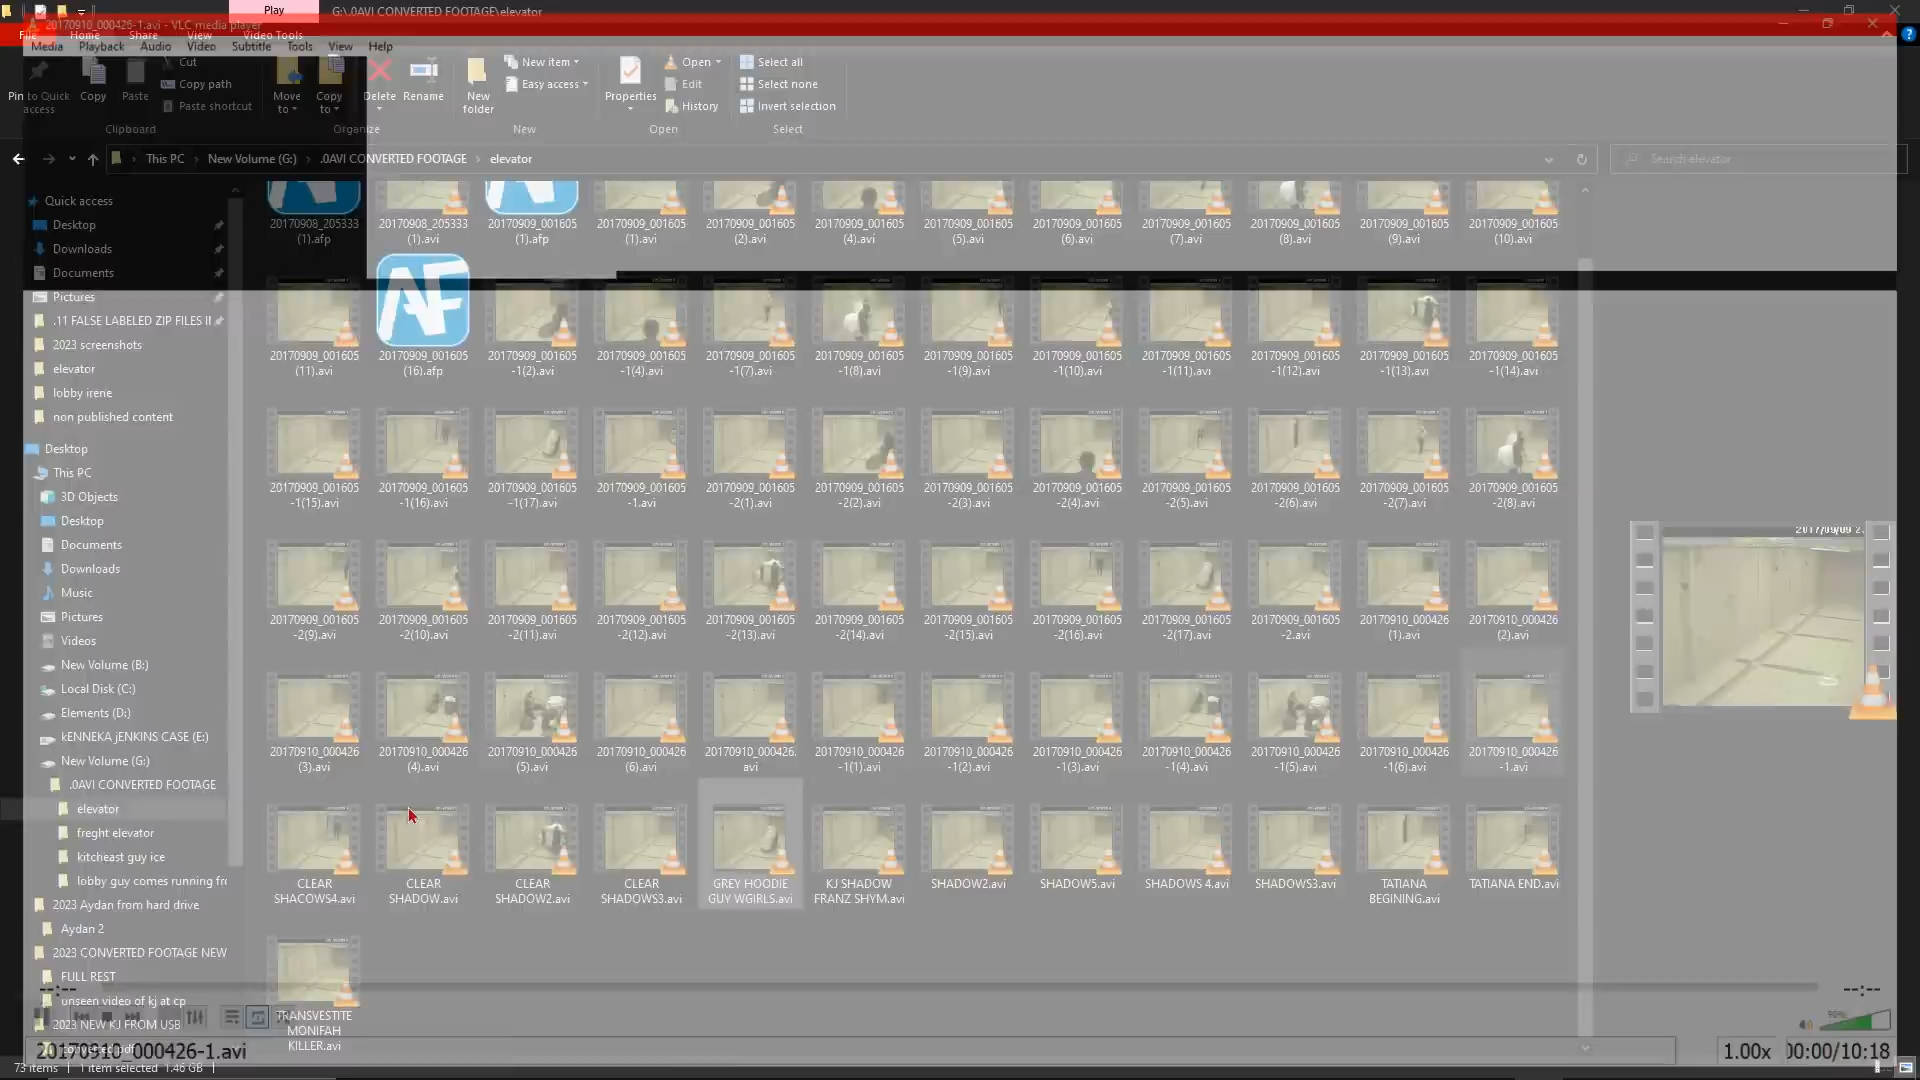 Play
G:\.0AVI CONVERTED FOOTAGE\elevator
20170910_000426-1.avi - VLC media player
File
Home
Share
View
Video Tools
Media
Playback
Audio
Video
Subtitle
Tools
View
Help
Cut
Copy path
Paste shortcut
Pin to Quick
access
Copy
Paste
Move
to
Copy
to
Delete
Rename
New
folder
New item
Easy access
Properties
Open
Edit
History
Select all
Select none
Invert selection
Clipboard
Organize
New
Open
Select
This PC
New Volume (G:)
.0AVI CONVERTED FOOTAGE
elevator
Search elevator
Quick access
Desktop
Downloads
Documents
Pictures
.11 FALSE LABELED ZIP FILES II
2023 screenshots
elevator
lobby irene
non published content
Desktop
This PC
3D Objects
Desktop
Documents
Downloads
Music
Pictures
Videos
New Volume (B:)
Local Disk (C:)
Elements (D:)
kENNEKA jENKINS CASE (E:)
New Volume (G:)
.0AVI CONVERTED FOOTAGE
elevator
freght elevator
kitcheast guy ice
lobby guy comes running fr
2023 Aydan from hard drive
Aydan 2
2023 CONVERTED FOOTAGE NEW
FULL REST
unseen video of kj at cp
2023 NEW KJ FROM USB
converted pdf
20170908_205333
(1).afp
20170908_205333
(1).avi
20170909_001605
(1).afp
20170909_001605
(1).avi
20170909_001605
(2).avi
20170909_001605
(4).avi
20170909_001605
(5).avi
20170909_001605
(6).avi
20170909_001605
(7).avi
20170909_001605
(8).avi
20170909_001605
(9).avi
20170909_001605
(10).avi
20170909_001605
(11).avi
20170909_001605
(16).afp
20170909_001605
-1(2).avi
20170909_001605
-1(4).avi
20170909_001605
-1(7).avi
20170909_001605
-1(8).avi
20170909_001605
-1(9).avi
20170909_001605
-1(10).avi
20170909_001605
-1(11).avi
20170909_001605
-1(12).avi
20170909_001605
-1(13).avi
20170909_001605
-1(14).avi
20170909_001605
-1(15).avi
20170909_001605
-1(16).avi
20170909_001605
-1(17).avi
20170909_001605
-1.avi
20170909_001605
-2(1).avi
20170909_001605
-2(2).avi
20170909_001605
-2(3).avi
20170909_001605
-2(4).avi
20170909_001605
-2(5).avi
20170909_001605
-2(6).avi
20170909_001605
-2(7).avi
20170909_001605
-2(8).avi
20170909_001605
-2(9).avi
20170909_001605
-2(10).avi
20170909_001605
-2(11).avi
20170909_001605
-2(12).avi
20170909_001605
-2(13).avi
20170909_001605
-2(14).avi
20170909_001605
-2(15).avi
20170909_001605
-2(16).avi
20170909_001605
-2(17).avi
20170909_001605
-2.avi
20170910_000426
(1).avi
20170910_000426
(2).avi
20170910_000426
(3).avi
20170910_000426
(4).avi
20170910_000426
(5).avi
20170910_000426
(6).avi
20170910_000426.
avi
20170910_000426
-1(1).avi
20170910_000426
-1(2).avi
20170910_000426
-1(3).avi
20170910_000426
-1(4).avi
20170910_000426
-1(5).avi
20170910_000426
-1(6).avi
20170910_000426
-1.avi
CLEAR
SHACOWS4.avi
CLEAR
SHADOW.avi
CLEAR
SHADOW2.avi
CLEAR
SHADOWS3.avi
GREY HOODIE
GUY WGIRLS.avi
KJ SHADOW
FRANZ SHYM.avi
SHADOW2.avi
SHADOW5.avi
SHADOWS 4.avi
SHADOWS3.avi
TATIANA
BEGINING.avi
TATIANA END.avi
TRANSVESTITE
MONIFAH
KILLER.avi
2017/09/09 2
--:--
--:--
20170910_000426-1.avi
1.00x
00:00/10:18
73 items
1 item selected 1.46 GB